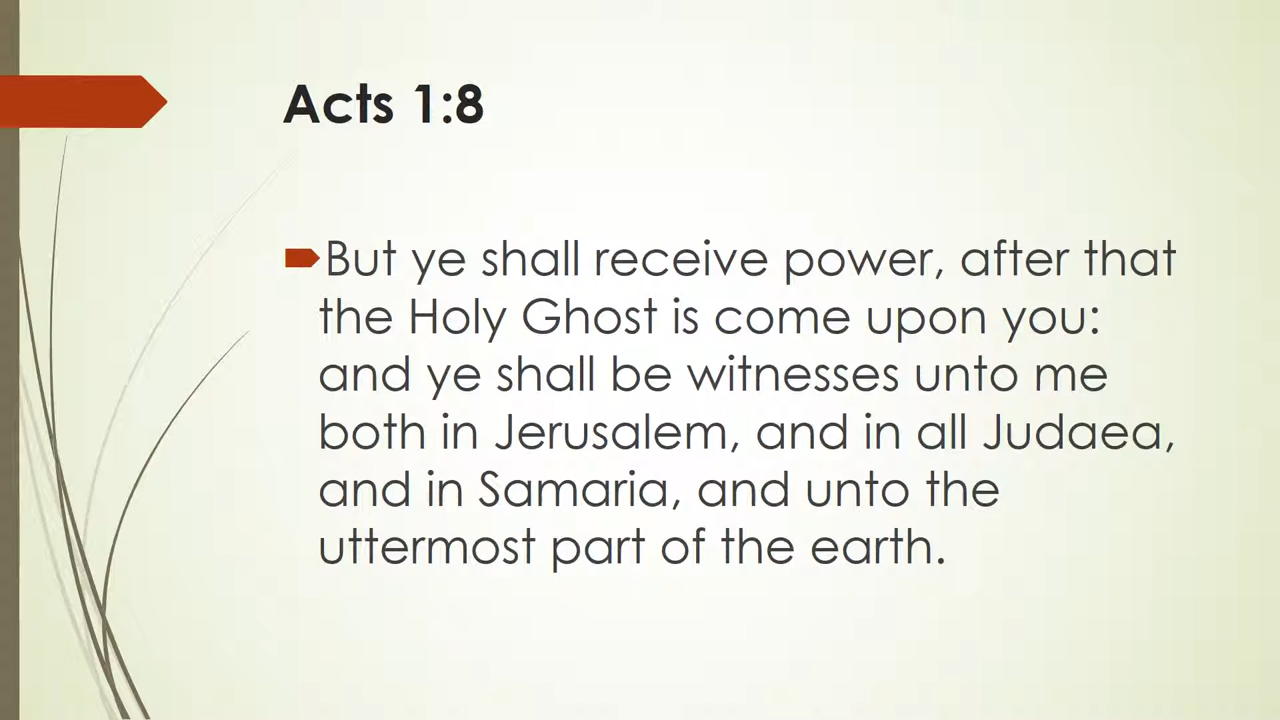 Acts 1:8
But ye shall receive power, after that
the Holy Ghost is come upon you:
and ye shall be witnesses unto me
both in Jerusalem, and in all Judaea,
and in Samaria, and unto the
uttermost part of the earth.